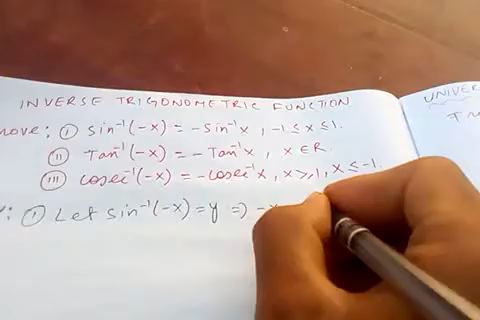 INVERSE TRIGONOMETRIC FUNCTION
UNIVER
rove: (i) sin⁻¹(-x) = -sin⁻¹x, -1 ≤ x ≤ 1.
(ii) Tan⁻¹(-x) = -Tan⁻¹x, x ∈ R.
(iii) cosec⁻¹(-x) = -cosec⁻¹x, x ≥ 1, x ≤ -1.
: (i) Let sin⁻¹(-x) = y ⇒ -x